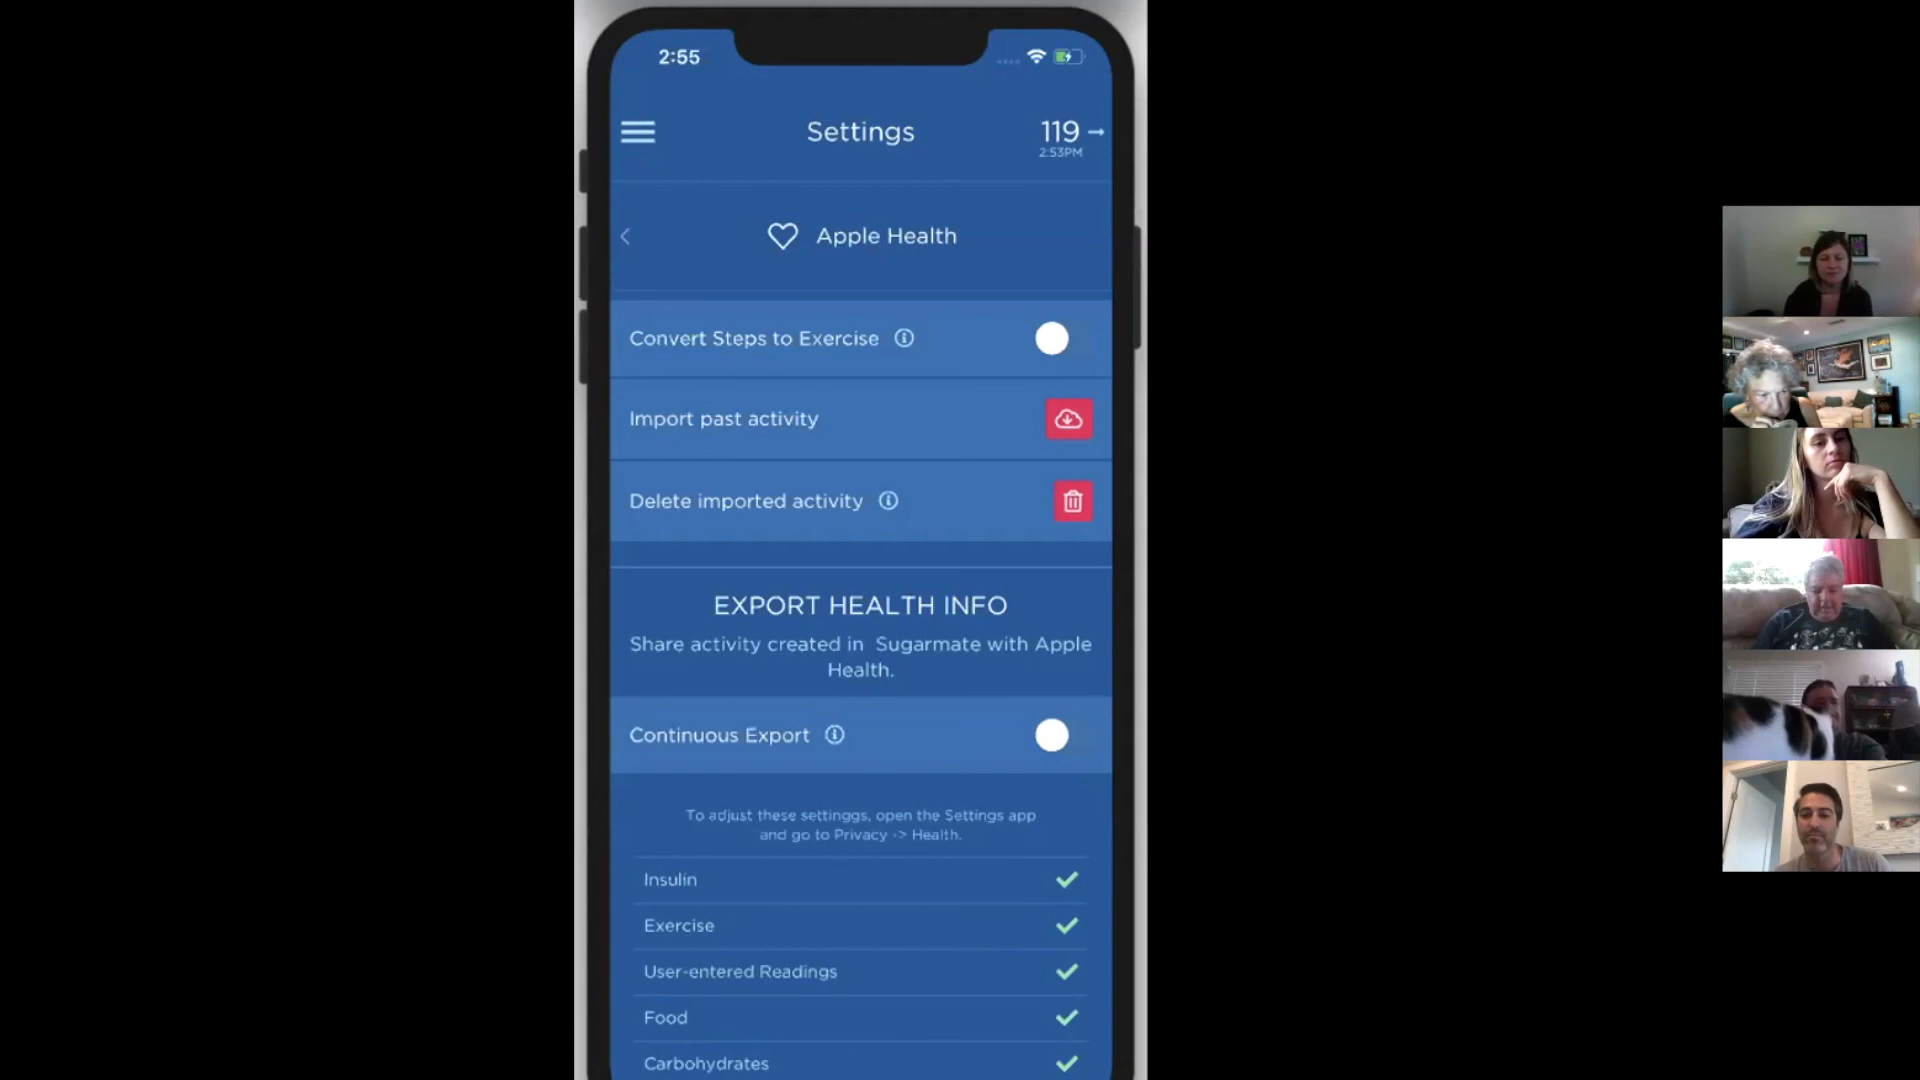 2:55
Settings
119
2:53PM
Apple Health
Convert Steps to Exercise
Import past activity
Delete imported activity
EXPORT HEALTH INFO
Share activity created in Sugarmate with Apple
Health.
Continuous Export
To adjust these settinggs, open the Settings app
and go to Privacy -> Health.
Insulin
Exercise
User-entered Readings
Food
Carbohydrates